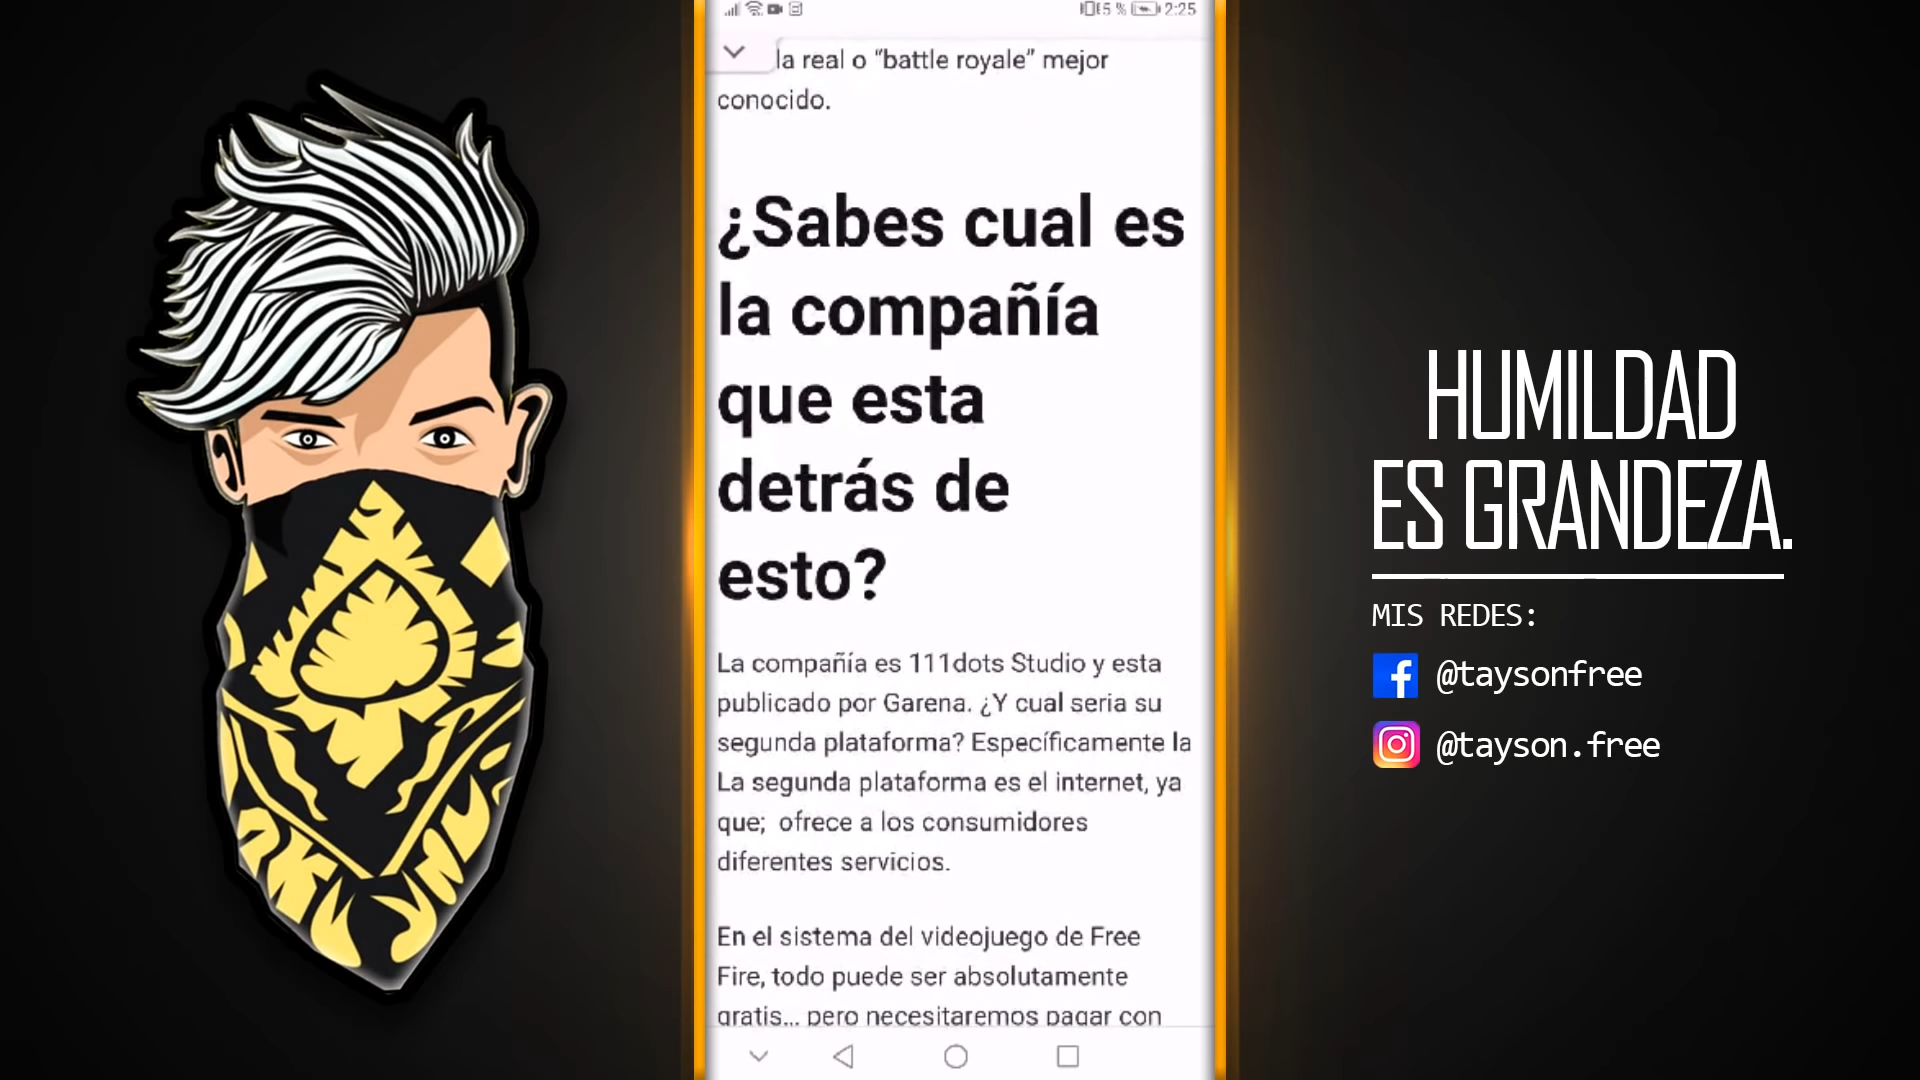 5 % 2:25
la real o “battle royale” mejor
conocido.
¿Sabes cual es
la compañía
que esta
detrás de
esto?
La compañía es 111dots Studio y esta
publicado por Garena. ¿Y cual seria su
segunda plataforma? Específicamente la
La segunda plataforma es el internet, ya
que;  ofrece a los consumidores
diferentes servicios.
En el sistema del videojuego de Free
Fire, todo puede ser absolutamente
gratis... pero necesitaremos pagar con
HUMILDAD
ES GRANDEZA.
MIS REDES:
@taysonfree
@tayson.free